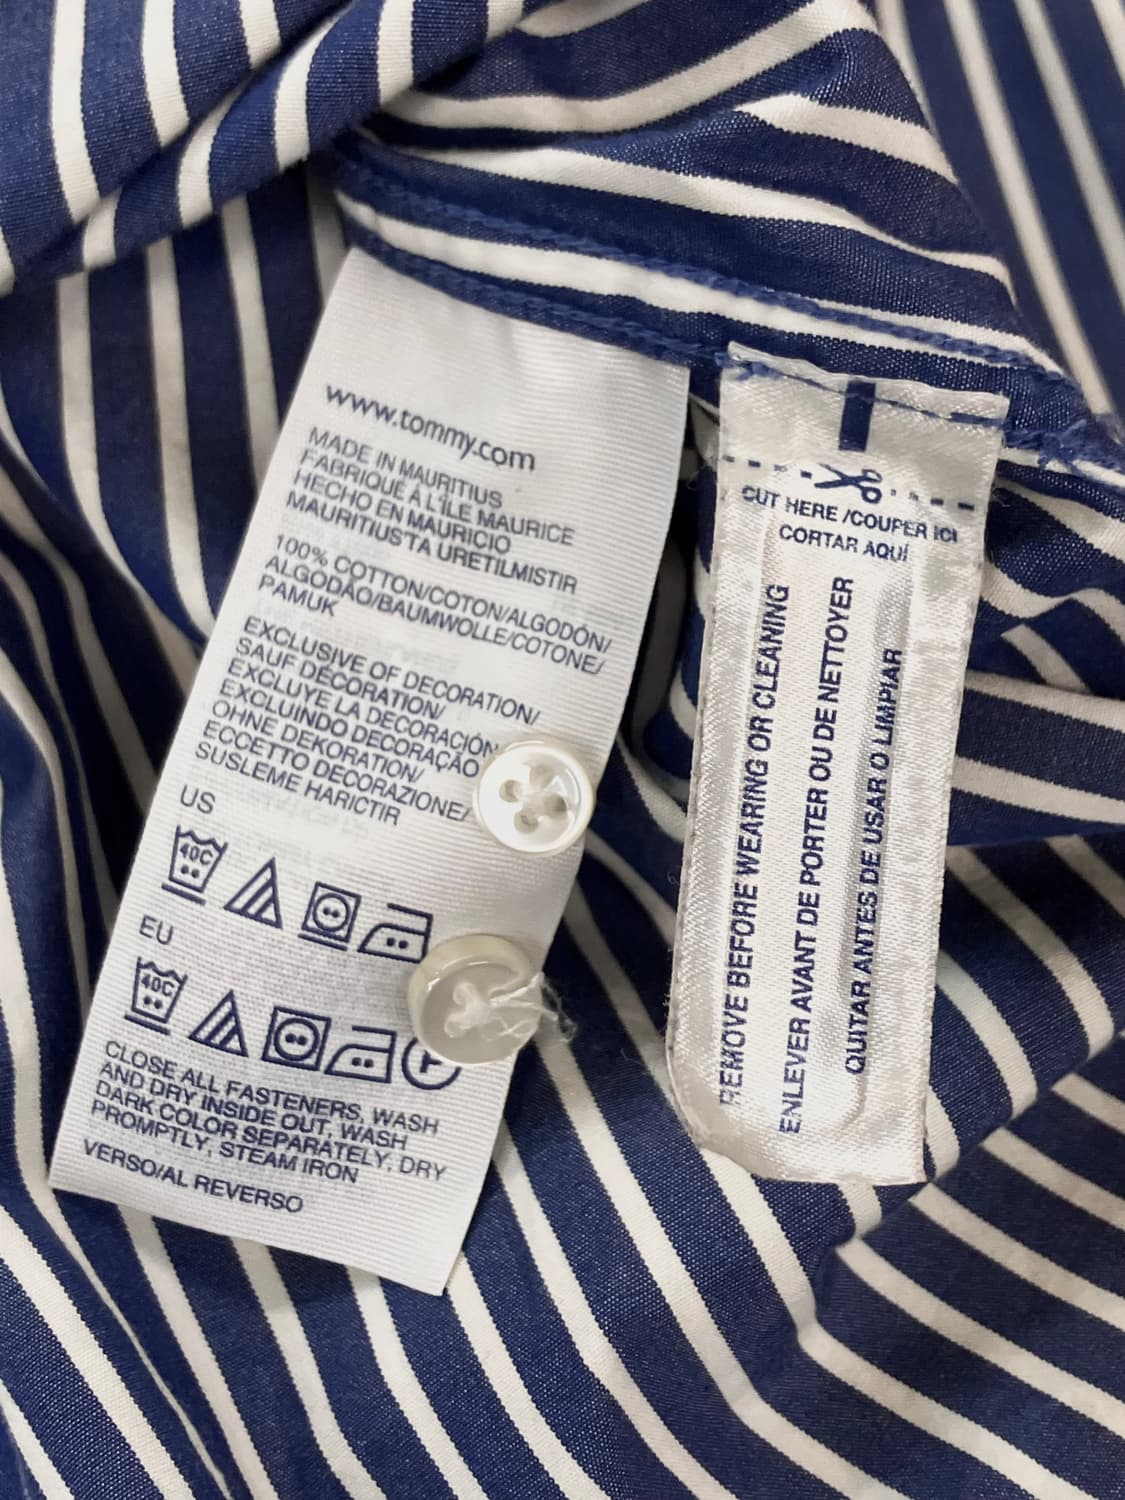 www.tommy.com
MADE IN MAURITIUS
FABRIQUÉ À L'ÎLE MAURICE
HECHO EN MAURICIO
MAURITIUS'TA URETILMISTIR
100% COTTON/COTON/ALGODÓN/
ALGODÃO/BAUMWOLLE/COTONE/
PAMUK
EXCLUSIVE OF DECORATION/
SAUF DÉCORATION/
EXCLUYE LA DECORACIÓN
EXCLUINDO DECORAÇÃO
OHNE DEKORATION/
ECCETTO DECORAZIONE/
SUSLEME HARICTIR
US
40C
EU
40C
P
CLOSE ALL FASTENERS, WASH
AND DRY INSIDE OUT, WASH
DARK COLOR SEPARATELY, DRY
PROMPTLY, STEAM IRON
VERSO/AL REVERSO
CUT HERE /COUPER ICI
CORTAR AQUÍ
REMOVE BEFORE WEARING OR CLEANING
ENLEVER AVANT DE PORTER OU DE NETTOYER
QUITAR ANTES DE USAR O LIMPIAR